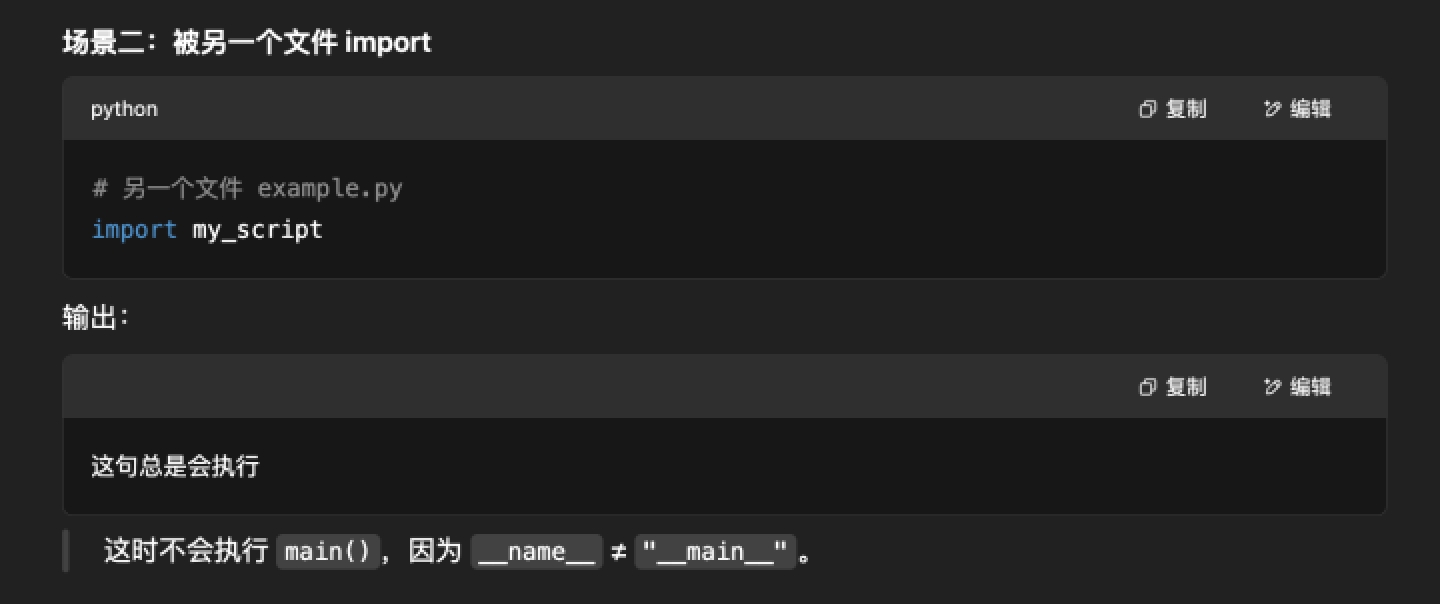 场景二：被另一个文件 import
python 复制 编辑
# 另一个文件 example.py
import my_script
输出：
复制 编辑
这句总是会执行
这时不会执行 main()，因为 __name__ ≠ "__main__"。